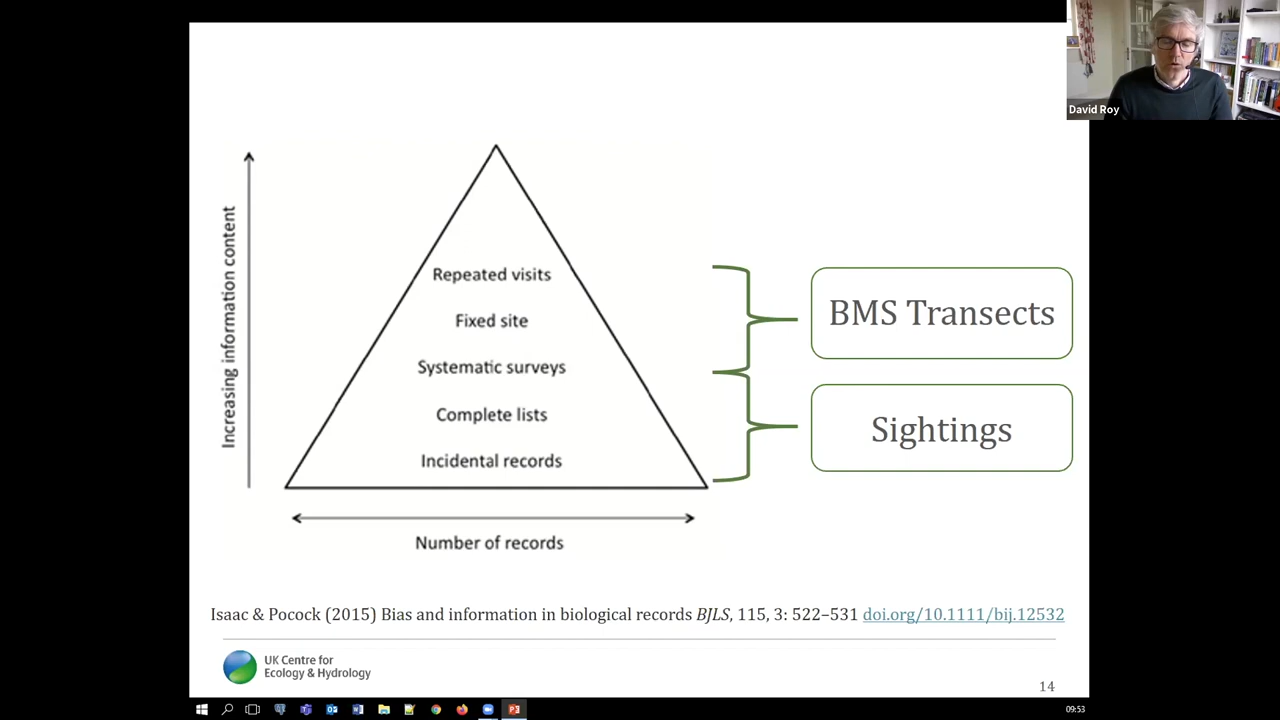 David Roy
Increasing information content
Repeated visits
Fixed site
Systematic surveys
Complete lists
Incidental records
Number of records
BMS Transects
Sightings
Isaac & Pocock (2015) Bias and information in biological records BJLS, 115, 3: 522–531 doi.org/10.1111/bij.12532
UK Centre for
Ecology & Hydrology
14
09:53